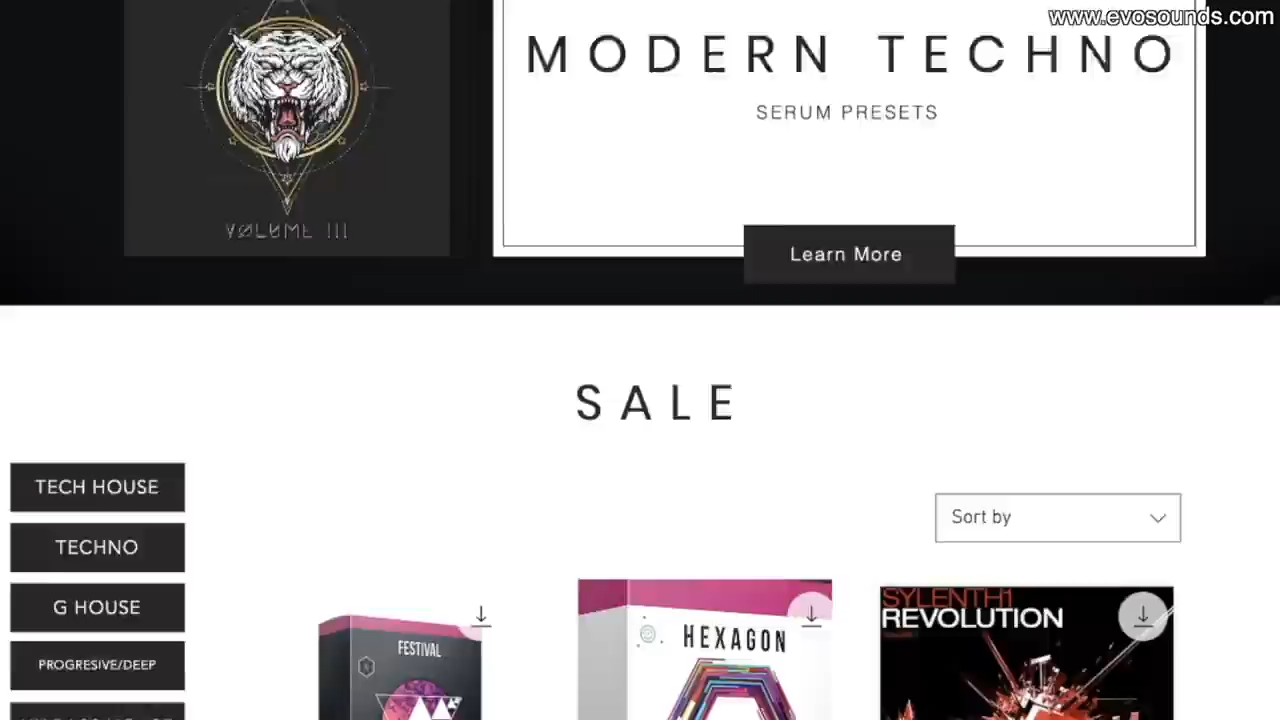 www.evosounds.com
MODERN TECHNO
SERUM PRESETS
VOLUME III
Learn More
SALE
TECH HOUSE
TECHNO
G HOUSE
PROGRESIVE/DEEP
Sort by
FESTIVAL
HEXAGON
SYLENTH1
REVOLUTION